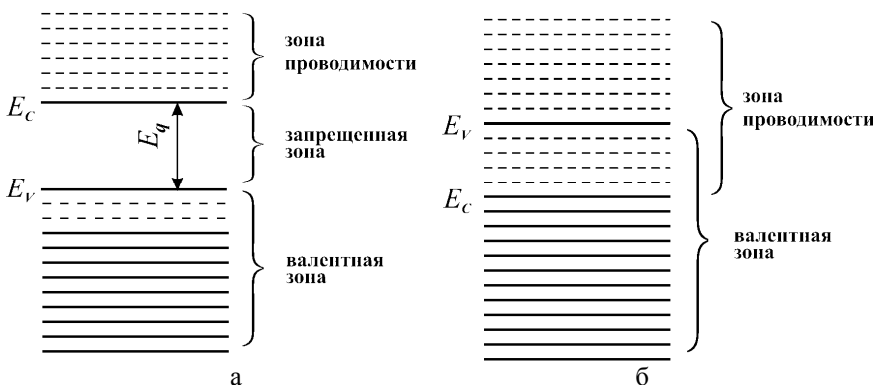 зона
проводимости
E_C
E_q
запрещенная
зона
E_V
валентная
зона
а
зона
проводимости
E_V
E_C
валентная
зона
б